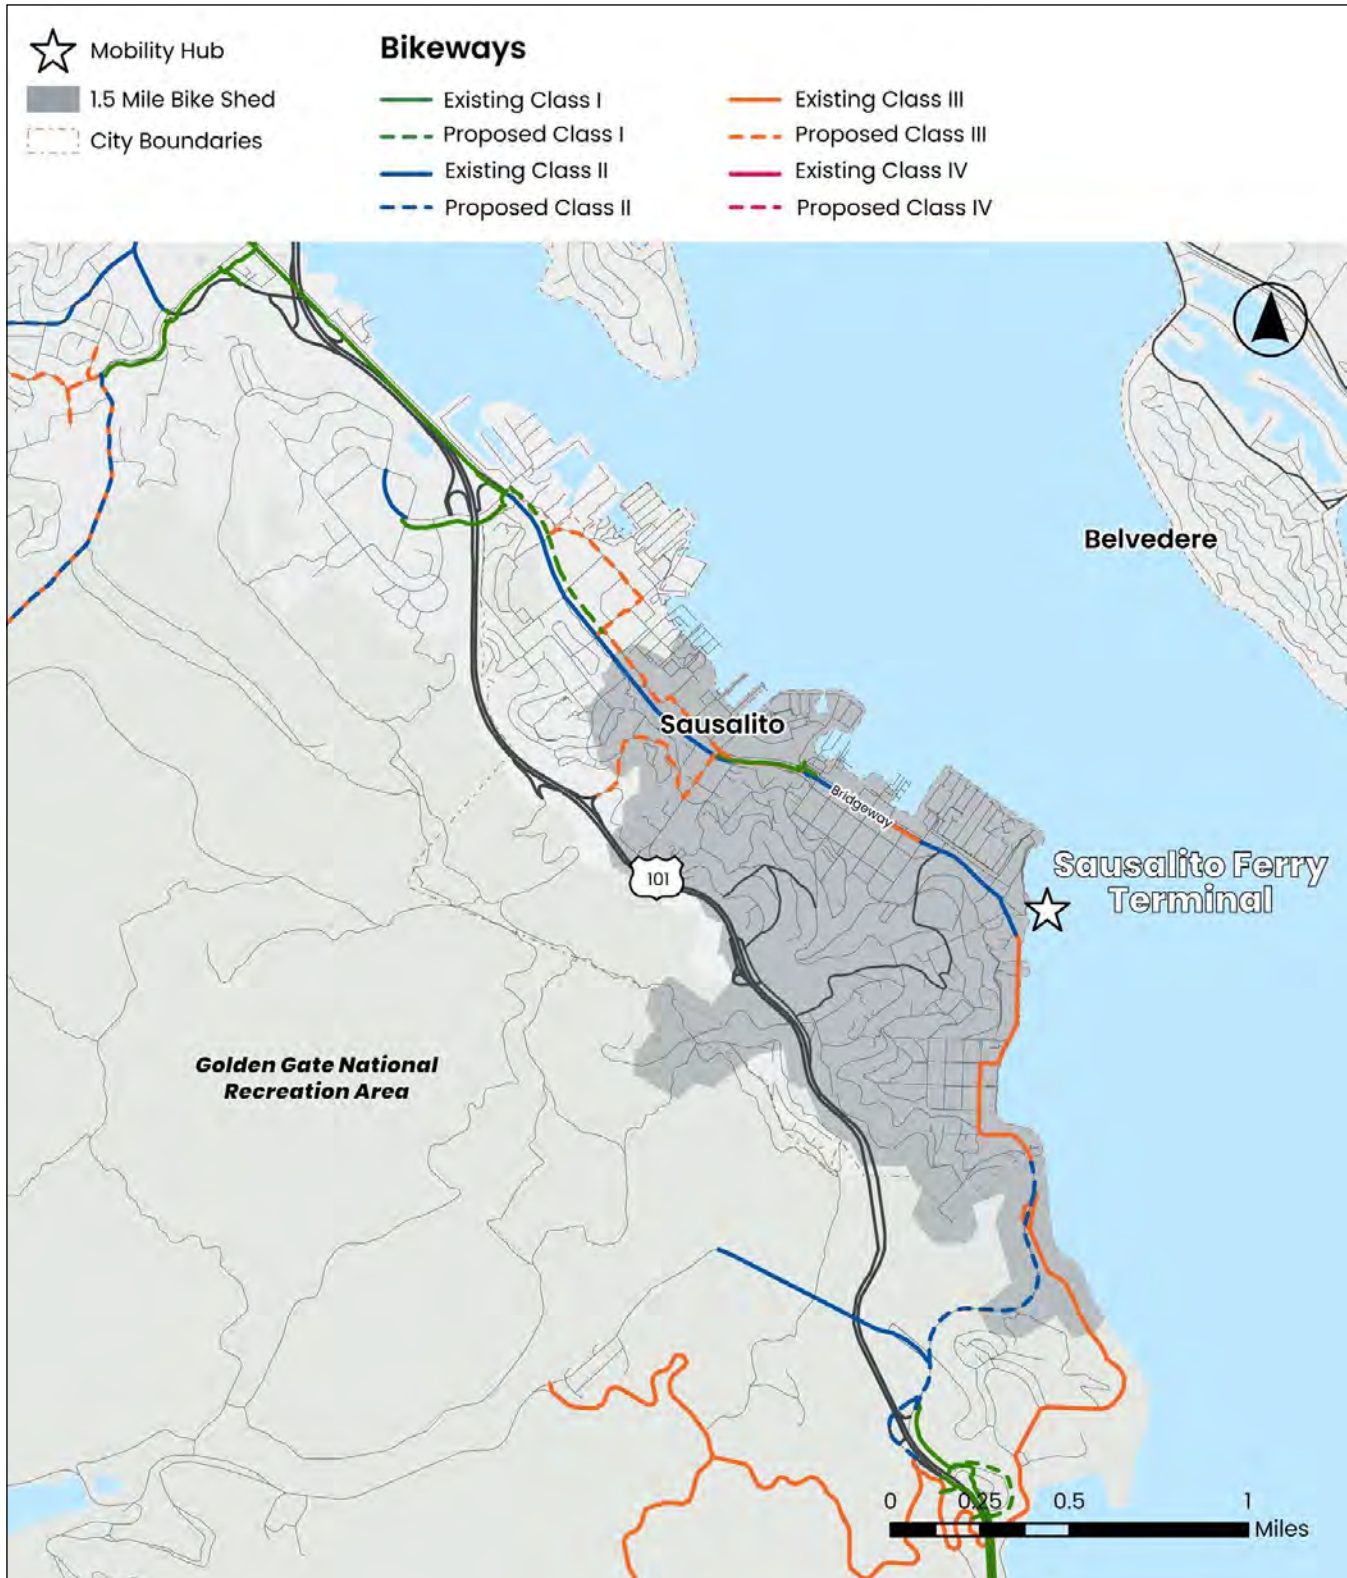 Mobility Hub
1.5 Mile Bike Shed
City Boundaries
Bikeways
Existing Class I
Proposed Class I
Existing Class II
Proposed Class II
Existing Class III
Proposed Class III
Existing Class IV
Proposed Class IV
Belvedere
Sausalito
Bridgeway
Sausalito Ferry
Terminal
101
Golden Gate National
Recreation Area
0 0.25 0.5 1
Miles